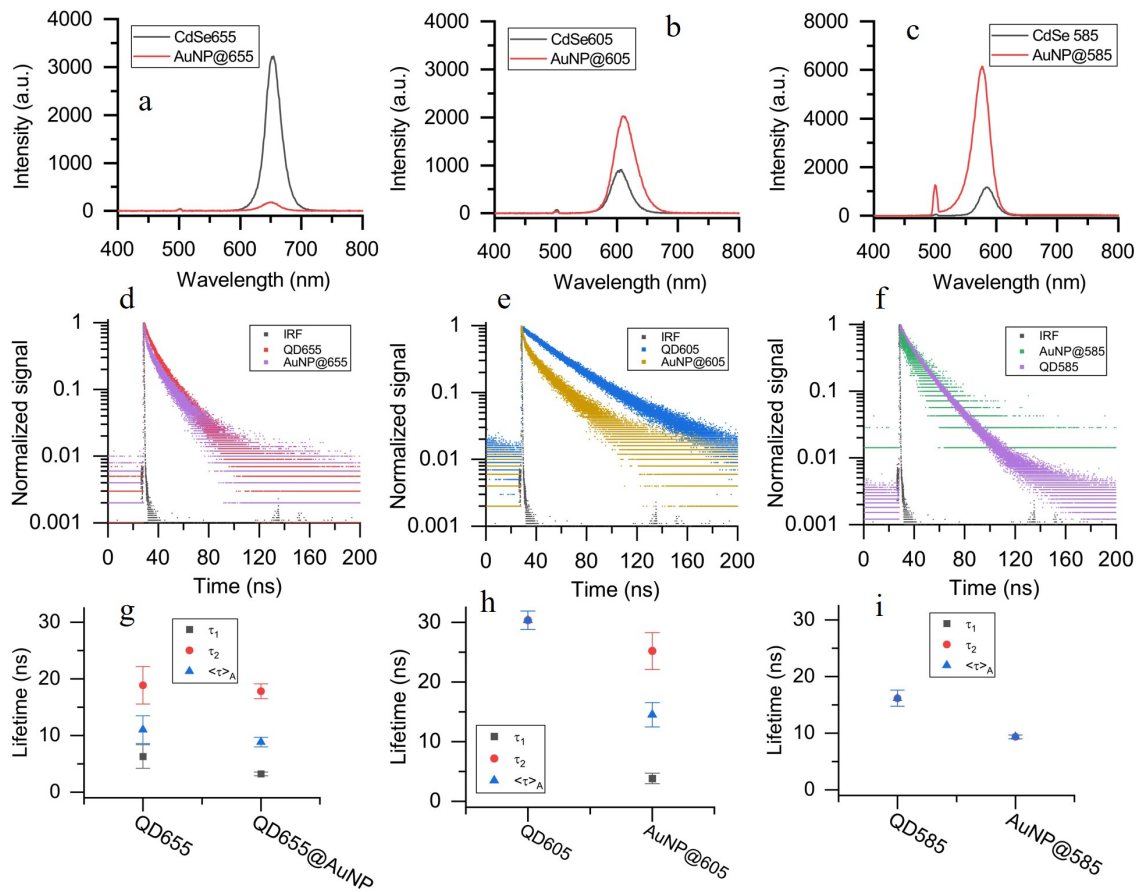 a
CdSe655
AuNP@655
4000
3000
2000
1000
0
Intensity (a.u.)
400 500 600 700 800
Wavelength (nm)
b
CdSe605
AuNP@605
4000
3000
2000
1000
0
Intensity (a.u.)
400 500 600 700 800
Wavelength (nm)
c
CdSe 585
AuNP@585
8000
6000
4000
2000
0
Intensity (a.u.)
400 500 600 700 800
Wavelength (nm)
d
IRF
QD655
AuNP@655
1
0.1
0.01
0.001
Normalized signal
0 40 80 120 160 200
Time (ns)
e
IRF
QD605
AuNP@605
1
0.1
0.01
0.001
Normalized signal
0 40 80 120 160 200
Time (ns)
f
IRF
AuNP@585
QD585
1
0.1
0.01
0.001
Normalized signal
0 40 80 120 160 200
Time (ns)
g
τ1
τ2
<τ>A
30
20
10
0
Lifetime (ns)
QD655
QD655@AuNP
h
τ1
τ2
<τ>A
30
20
10
0
Lifetime (ns)
QD605
AuNP@605
i
τ1
τ2
<τ>A
30
20
10
0
Lifetime (ns)
QD585
AuNP@585